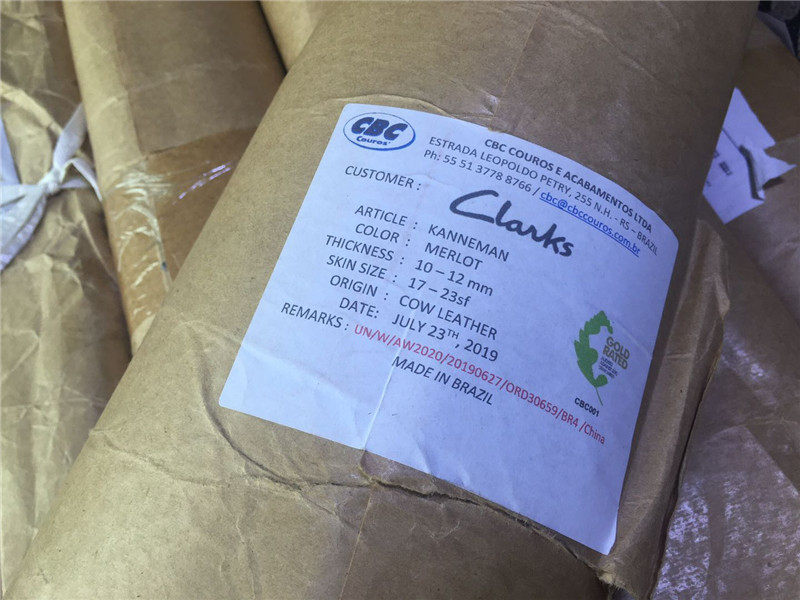 CBC
Couros
CBC COUROS E ACABAMENTOS LTDA
ESTRADA LEOPOLDO PETRY, 255 N.H. - RS - BRAZIL
Ph: 55 51 3778 8766 / cbc@cbccouros.com.br
CUSTOMER : Clarks
ARTICLE : KANNEMAN
COLOR : MERLOT
THICKNESS : 10 – 12 mm
SKIN SIZE : 17 – 23sf
ORIGIN : COW LEATHER
DATE: JULY 23TH, 2019
REMARKS : UN/W/AW2020/20190627/ORD30659/BR4 /China
MADE IN BRAZIL
GOLD
RATED
CBC001